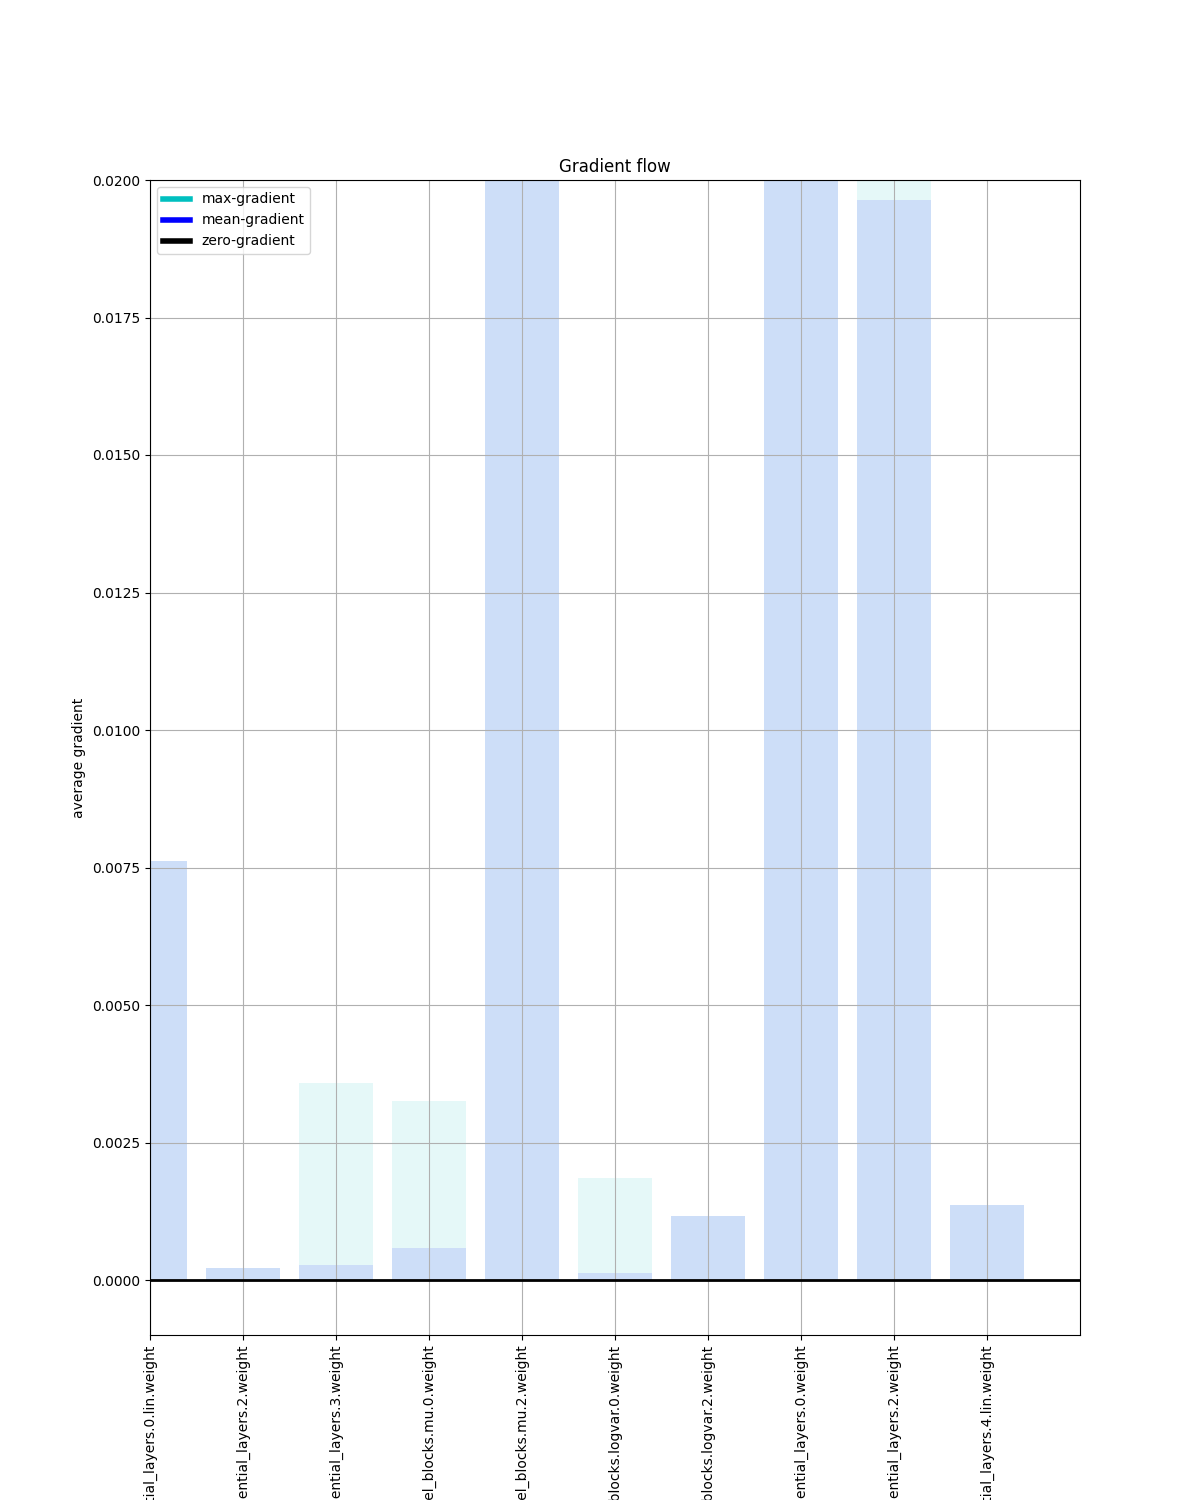 Gradient flow
max-gradient
mean-gradient
zero-gradient
0.0200
0.0175
0.0150
0.0125
0.0100
0.0075
0.0050
0.0025
0.0000
average gradient
tial_layers.0.lin.weight
ential_layers.2.weight
ential_layers.3.weight
el_blocks.mu.0.weight
el_blocks.mu.2.weight
blocks.logvar.0.weight
blocks.logvar.2.weight
ential_layers.0.weight
ential_layers.2.weight
tial_layers.4.lin.weight